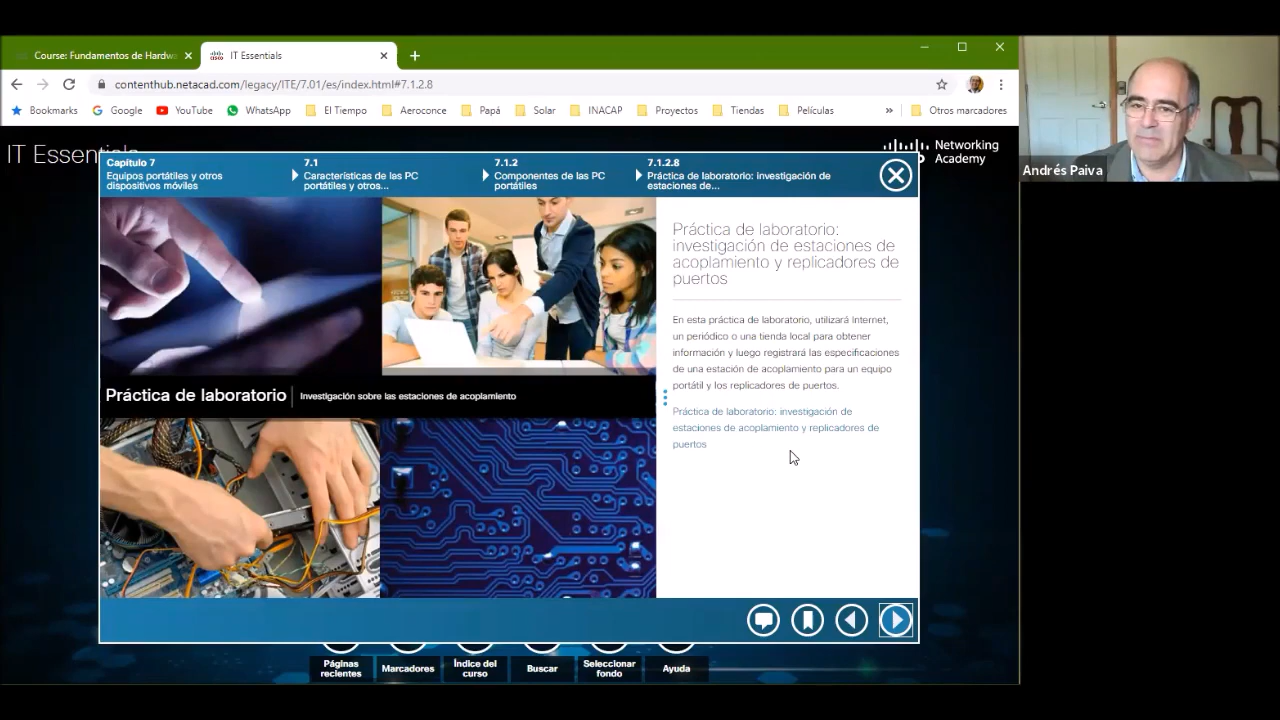 Course: Fundamentos de Hardw
IT Essentials
contenthub.netacad.com/legacy/ITE/7.01/es/index.html#7.1.2.8
Bookmarks
Google
YouTube
WhatsApp
El Tiempo
Aeroconce
Papá
Solar
INACAP
Proyectos
Tiendas
Películas
»
Otros marcadores
IT Essentials
Networking
Academy
Capítulo 7
Equipos portátiles y otros
dispositivos móviles
7.1
Características de las PC
portátiles y otros...
7.1.2
Componentes de las PC
portátiles
7.1.2.8
Práctica de laboratorio: investigación
de estaciones de...
Práctica de laboratorio
Investigación sobre las estaciones de acoplamiento
Práctica de laboratorio:
investigación de estaciones de
acoplamiento y replicadores de
puertos
En esta práctica de laboratorio, utilizará Internet,
un periódico o una tienda local para obtener
información y luego registrará las especificaciones
de una estación de acoplamiento para un equipo
portátil y los replicadores de puertos.
Práctica de laboratorio: investigación de
estaciones de acoplamiento y replicadores de
puertos
Páginas
recientes
Marcadores
Índice del
curso
Buscar
Seleccionar
fondo
Ayuda
Andrés Paiva